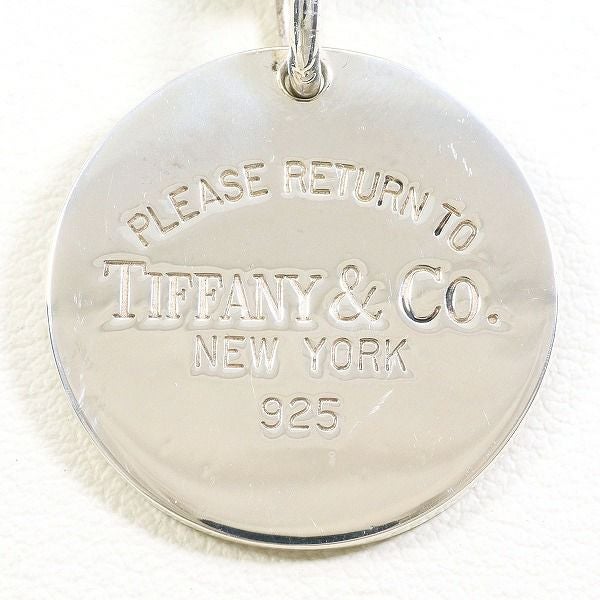 PLEASE RETURN TO
TIFFANY & CO.
NEW YORK
925